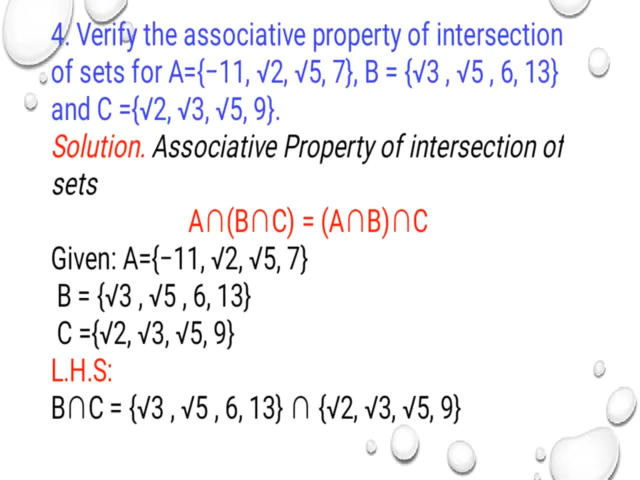 4. Verify the associative property of intersection
of sets for A={−11, √2, √5, 7}, B = {√3 , √5 , 6, 13}
and C ={√2, √3, √5, 9}.
Solution. Associative Property of intersection of
sets
A∩(B∩C) = (A∩B)∩C
Given: A={−11, √2, √5, 7}
B = {√3 , √5 , 6, 13}
C ={√2, √3, √5, 9}
L.H.S:
B∩C = {√3 , √5 , 6, 13} ∩ {√2, √3, √5, 9}